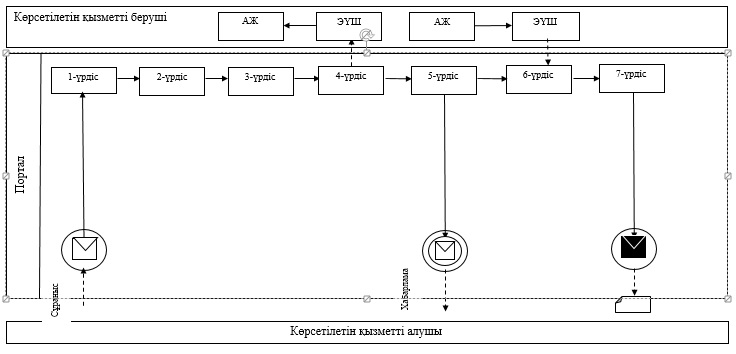 Көрсетілетін қызметті беруші
АЖ
ЭҮШ
АЖ
ЭҮШ
Портал
1-үрдіс
2-үрдіс
3-үрдіс
4-үрдіс
5-үрдіс
6-үрдіс
7-үрдіс
Сұраныс
Хабарлама
Көрсетілетін қызметті алушы